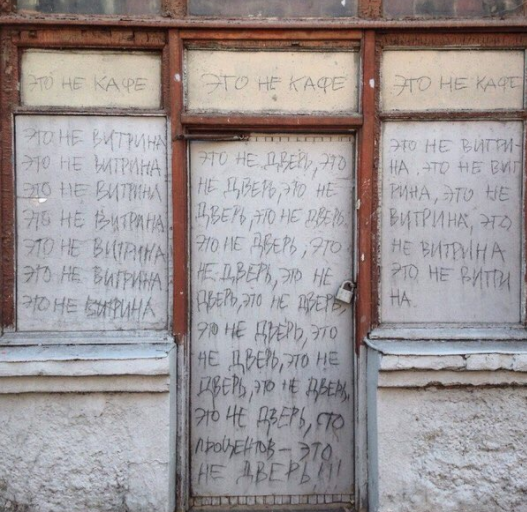 ЭТО НЕ КАФЕ
ЭТО НЕ КАФЕ
ЭТО НЕ КАФЕ
ЭТО НЕ ВИТРИНА
ЭТО НЕ ВИТРИНА
ЭТО НЕ ВИТРИНА
ЭТО НЕ ВИТРИНА
ЭТО НЕ ВИТРИНА
ЭТО НЕ ВИТРИНА
ЭТО НЕ ВИТРИНА
ЭТО НЕ ДВЕРЬ, ЭТО
НЕ ДВЕРЬ, ЭТО НЕ
ДВЕРЬ, ЭТО НЕ ДВЕРЬ
ЭТО НЕ ДВЕРЬ, ЭТО
НЕ ДВЕРЬ, ЭТО НЕ
ДВЕРЬ, ЭТО НЕ ДВЕРЬ,
ЭТО НЕ ДВЕРЬ, ЭТО
НЕ ДВЕРЬ, ЭТО НЕ
ДВЕРЬ, ЭТО НЕ ДВЕРЬ,
ЭТО НЕ ДВЕРЬ, СТО
ПРОЦЕНТОВ – ЭТО
НЕ ДВЕРЬ!!!
ЭТО НЕ ВИТРИ-
НА, ЭТО НЕ ВИТ
РИНА, ЭТО НЕ
ВИТРИНА, ЭТО
НЕ ВИТРИНА
ЭТО НЕ ВИТРИ
НА.